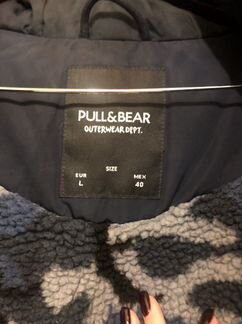 PULL&BEAR
OUTERWEAR DEPT.
SIZE
EUR MEX
L 40